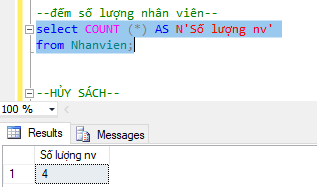 --đếm số lượng nhân viên--
select COUNT (*) AS N'Số lượng nv'
from Nhanvien;
--HỦY SÁCH--
100 %
Results Messages
Số lượng nv
1 4